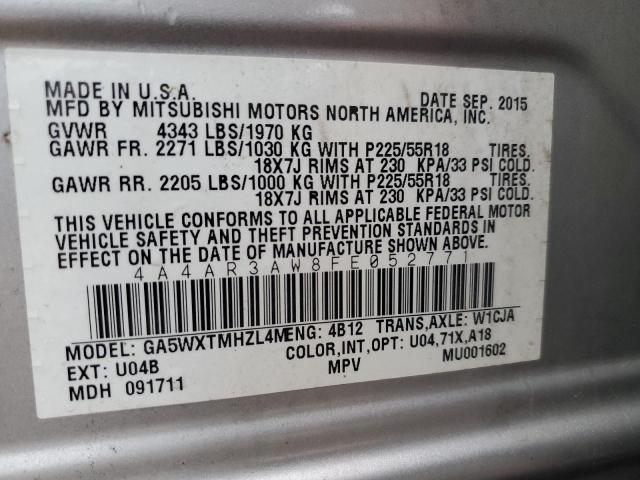 MADE IN U.S.A. DATE SEP. 2015
MFD BY MITSUBISHI MOTORS NORTH AMERICA, INC.
GVWR 4343 LBS/1970 KG
GAWR FR. 2271 LBS/1030 KG WITH P225/55R18 TIRES.
18X7J RIMS AT 230 KPA/33 PSI COLD.
GAWR RR. 2205 LBS/1000 KG WITH P225/55R18 TIRES.
18X7J RIMS AT 230 KPA/33 PSI COLD.
THIS VEHICLE CONFORMS TO ALL APPLICABLE FEDERAL MOTOR
VEHICLE SAFETY AND THEFT PREVENTION STANDARDS IN EFFECT
ON THE DATE OF MANUFACTURE SHOWN ABOVE.
4A4AR3AW8FE052771
MODEL: GA5WXTMHZL4M ENG: 4B12 TRANS,AXLE: W1CJA
EXT: U04B COLOR,INT,OPT: U04,71X,A18
MDH 091711 MPV MU001602